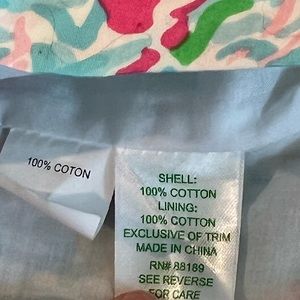 100% COTON
SHELL:
100% COTTON
LINING:
100% COTTON
EXCLUSIVE OF TRIM
MADE IN CHINA
RN# 88189
SEE REVERSE
FOR CARE